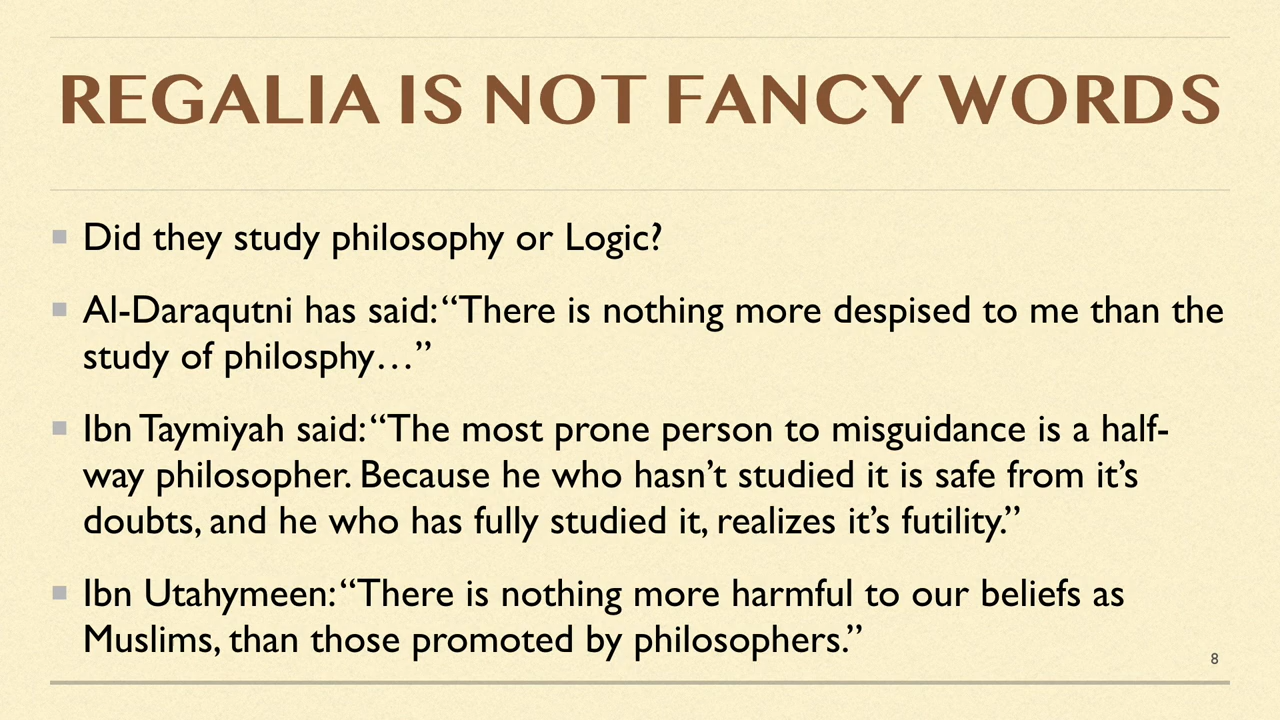 REGALIA IS NOT FANCY WORDS
Did they study philosophy or Logic?
Al-Daraqutni has said: “There is nothing more despised to me than the
study of philosphy…”
Ibn Taymiyah said: “The most prone person to misguidance is a half-
way philosopher. Because he who hasn’t studied it is safe from it’s
doubts, and he who has fully studied it, realizes it’s futility.”
Ibn Utahymeen: “There is nothing more harmful to our beliefs as
Muslims, than those promoted by philosophers.”
8